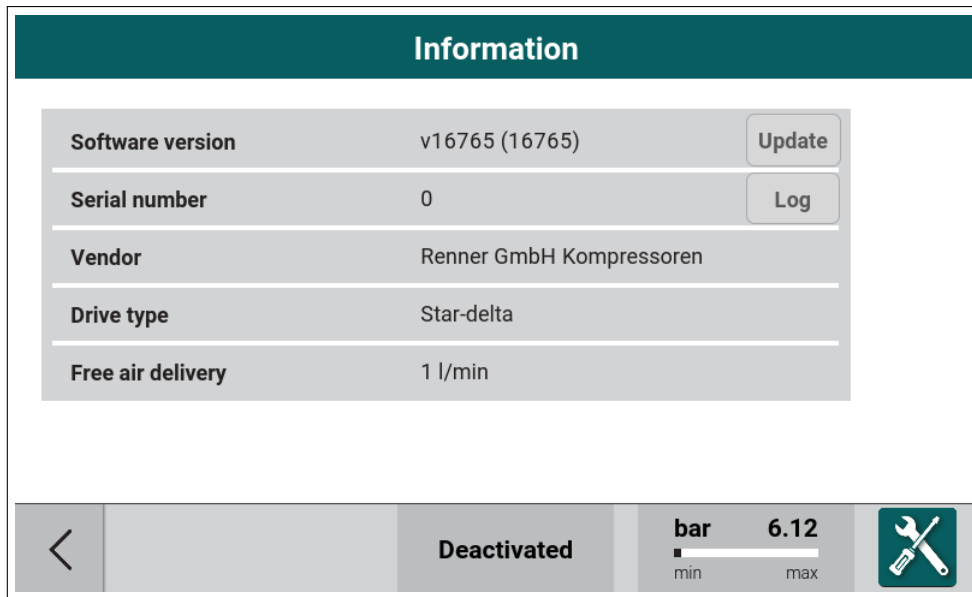 Information
Software version v16765 (16765) Update
Serial number 0 Log
Vendor Renner GmbH Kompressoren
Drive type Star-delta
Free air delivery 1 l/min
Deactivated bar 6.12
min max